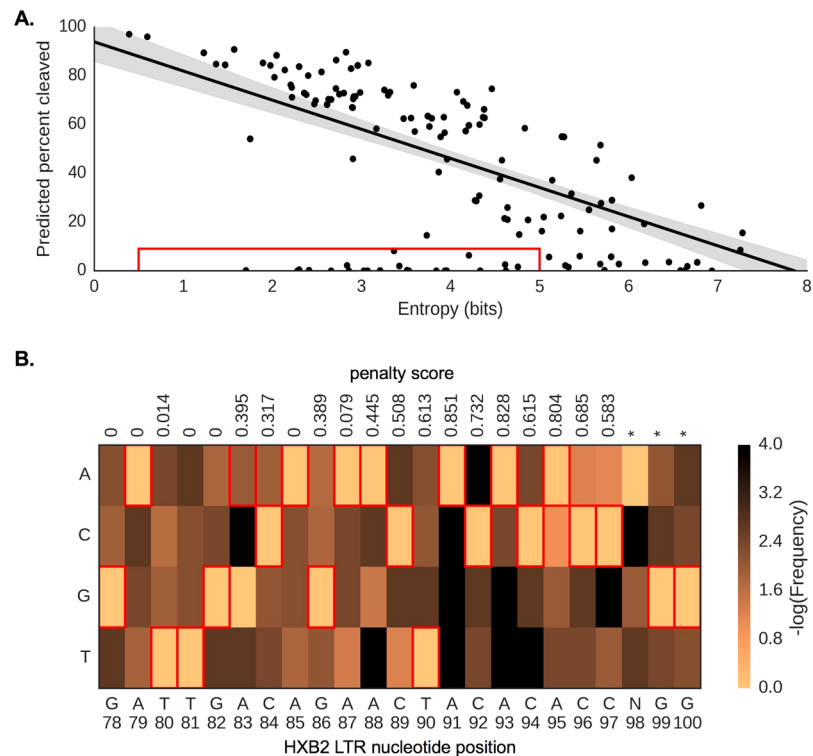 A.
Predicted percent cleaved
100
80
60
40
20
0
0 1 2 3 4 5 6 7 8
Entropy (bits)
B.
penalty score
0 0 0.014 0 0 0.395 0.317 0 0.389 0.079 0.445 0.508 0.613 0.851 0.732 0.828 0.615 0.804 0.685 0.583 * * *
A
C
G
T
4.0
3.2
2.4
1.6
0.8
0.0
-log(Frequency)
G A T T G A C A G A A C T A C A C A C C N G G
78 79 80 81 82 83 84 85 86 87 88 89 90 91 92 93 94 95 96 97 98 99 100
HXB2 LTR nucleotide position